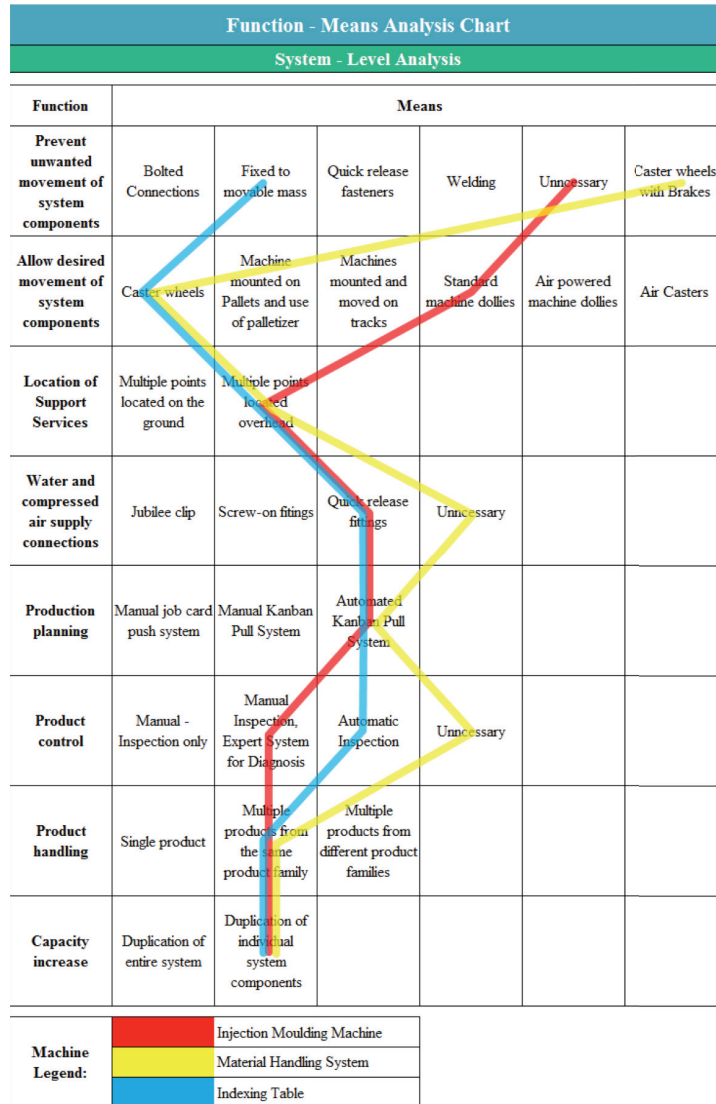 Function - Means Analysis Chart
System - Level Analysis
Function
Means
Prevent
unwanted
movement of
system
components
Bolted
Connections
Fixed to
movable mass
Quick release
fasteners
Welding
Unncessary
Caster wheels
with Brakes
Allow desired
movement of
system
components
Caster wheels
Machine
mounted on
Pallets and use
of palletizer
Machines
mounted and
moved on
tracks
Standard
machine dollies
Air powered
machine dollies
Air Casters
Location of
Support
Services
Multiple points
located on the
ground
Multiple points
located
overhead
Water and
compressed
air supply
connections
Jubilee clip
Screw-on fitings
Quick release
fittings
Unncessary
Production
planning
Manual job card
push system
Manual Kanban
Pull System
Automated
Kanban Pull
System
Product
control
Manual -
Inspection only
Manual
Inspection,
Expert System
for Diagnosis
Automatic
Inspection
Unncessary
Product
handling
Single product
Multiple
products from
the same
product family
Multiple
products from
different product
families
Capacity
increase
Duplication of
entire system
Duplication of
individual
system
components
Machine
Legend:
Injection Moulding Machine
Material Handling System
Indexing Table